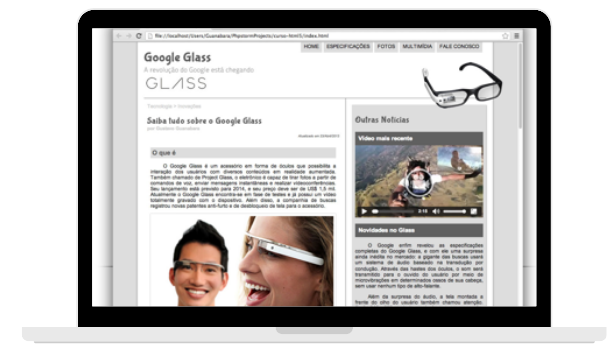 file://localhost/Users/Guanabara/PhpstormProjects/curso-html5/index.html
HOME ESPECIFICAÇÕES FOTOS MULTIMÍDIA FALE CONOSCO
Google Glass
A revolução do Google está chegando
GLASS
Tecnologia > Inovações
Saiba tudo sobre o Google Glass
por Gustavo Guanabara
O que é
O Google Glass é um acessório em forma de óculos que possibilita a
interação dos usuários com diversos conteúdos em realidade aumentada.
Também chamado de Project Glass, o eletrônico é capaz de tirar fotos a partir de
comandos de voz, enviar mensagens instantâneas e realizar vídeoconferências.
Seu lançamento está previsto para 2014, e seu preço deve ser de US$ 1,5 mil.
Atualmente o Google Glass encontra-se em fase de testes e já possui um vídeo
totalmente gravado com o dispositivo. Além disso, a companhia de buscas
registrou novas patentes anti-furto e de desbloqueio de tela para o acessório.
Outras Notícias
Vídeo mais recente
2:15
Novidades no Glass
O Google enfim revelou as especificações
completas do Google Glass, e com ele uma surpresa
ainda inédita no mercado: a gigante das buscas usará
um sistema de áudio baseado na transdução por
condução. Através das hastes dos óculos, o som será
transmitido para o ouvido do usuário por meio de
microvibrações em determinados ossos de sua cabeça,
sem usar nenhum tipo de alto-falante.
Além da surpresa do áudio, a tela montada a
frente do olho do usuário também chamou atenção.